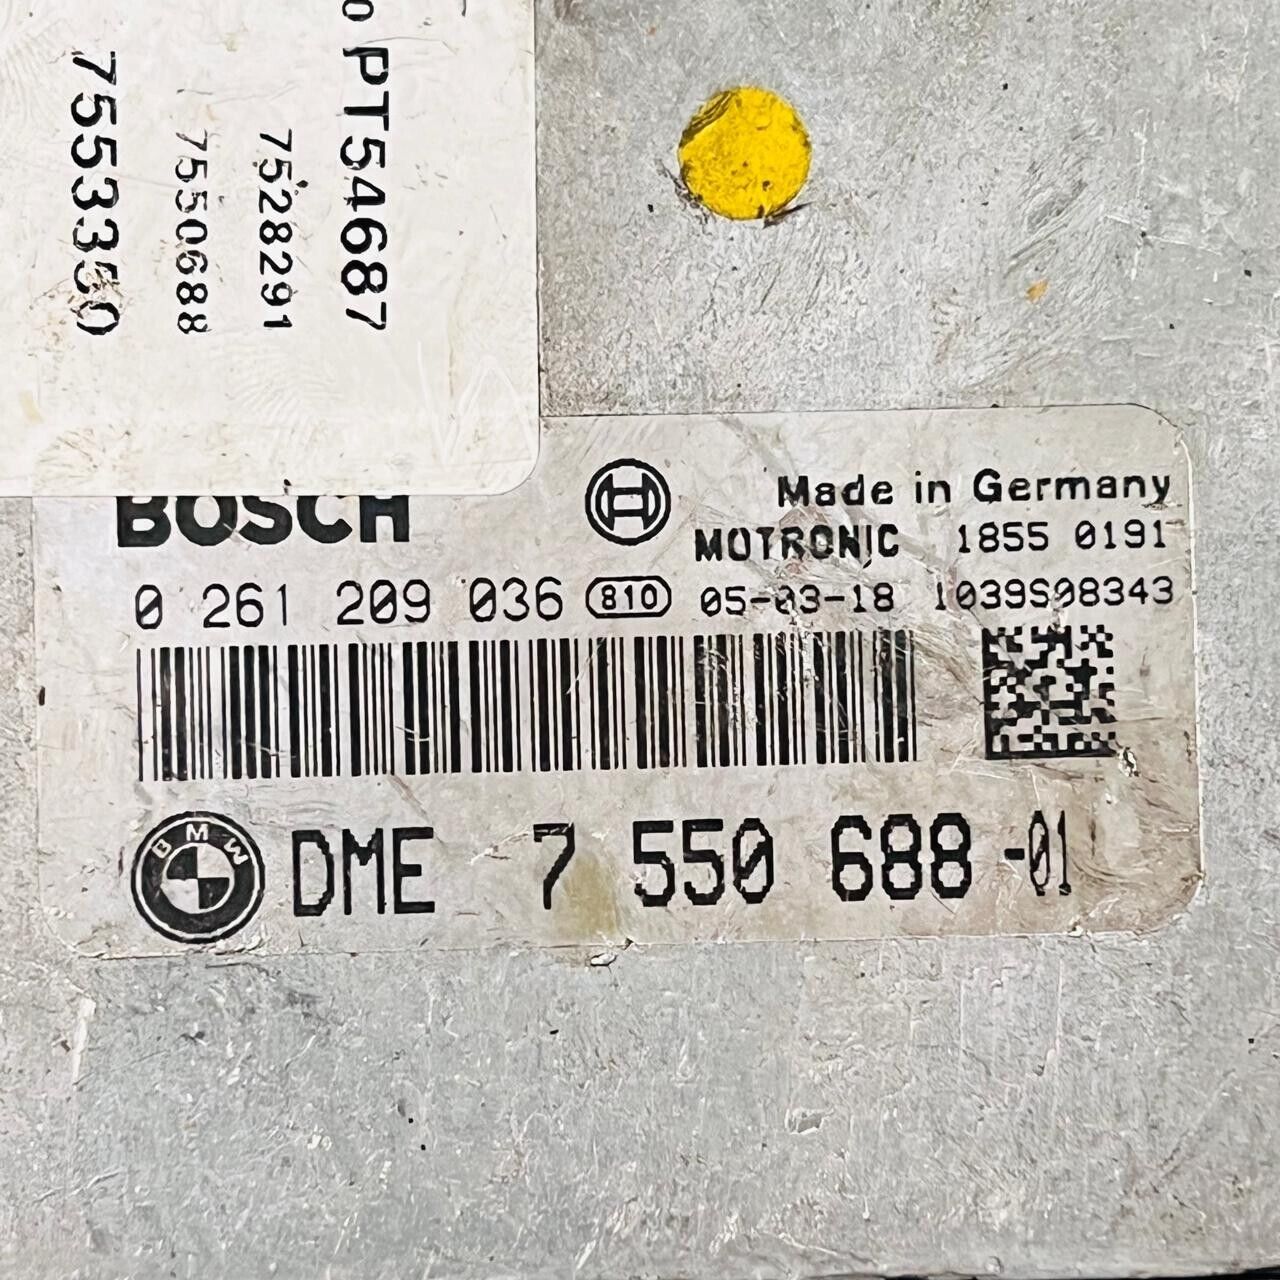 PT54687
7528291
7550688
7553350
BOSCH
Made in Germany
MOTRONIC 1855 0191
0 261 209 036 810 05-03-18 1039S08343
BMW DME 7 550 688 -01